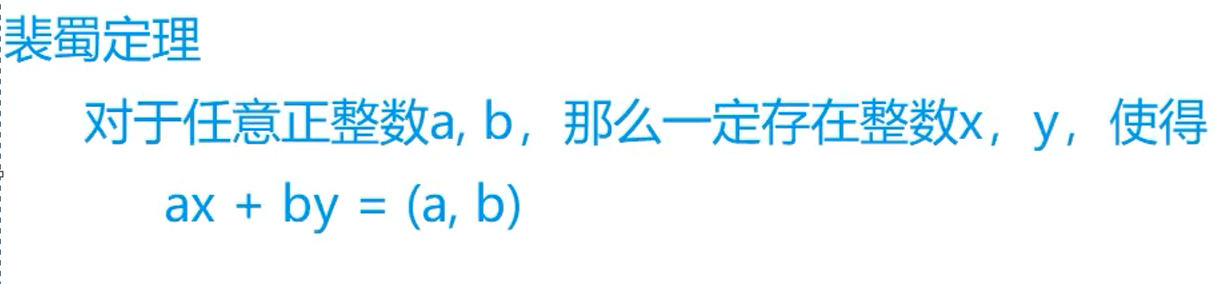 裴蜀定理
对于任意正整数a, b，那么一定存在整数x，y，使得
ax + by = (a, b)